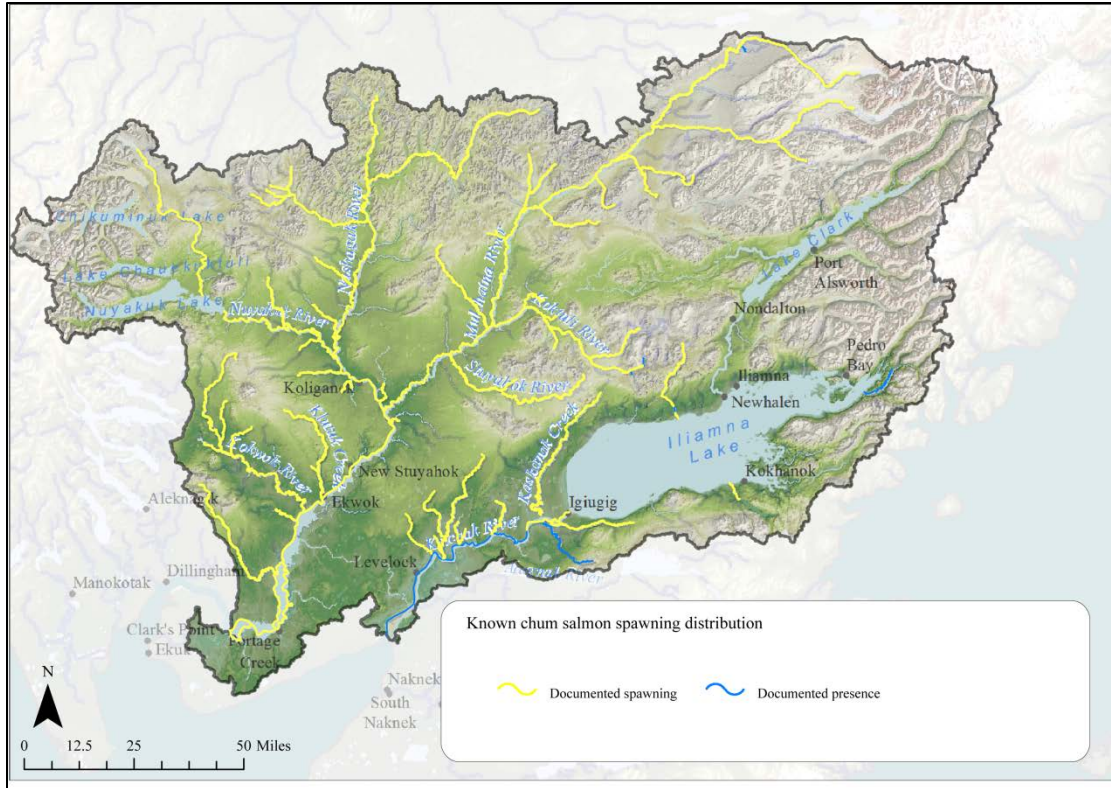 Chikuminuk Lake
Lake Chauekuktuli
Nuyakuk Lake
Nuyakuk River
Nushagak River
Mulchatna River
Koktuli River
Stuyahok River
Lake Clark
Port
Alsworth
Nondalton
Pedro
Bay
Iliamna
Newhalen
Iliamna
Lake
Kokhanok
Koliganek
Klutuk Creek
Kokwok River
Kaskanak Creek
New Stuyahok
Ekwok
Igiugig
Kvichak River
Levelock
Alagnak River
Aleknagik
Manokotak
Dillingham
Clark's Point
Ekuk
Portage
Creek
Naknek
South
Naknek
Known chum salmon spawning distribution
Documented spawning
Documented presence
N
0 12.5 25 50 Miles